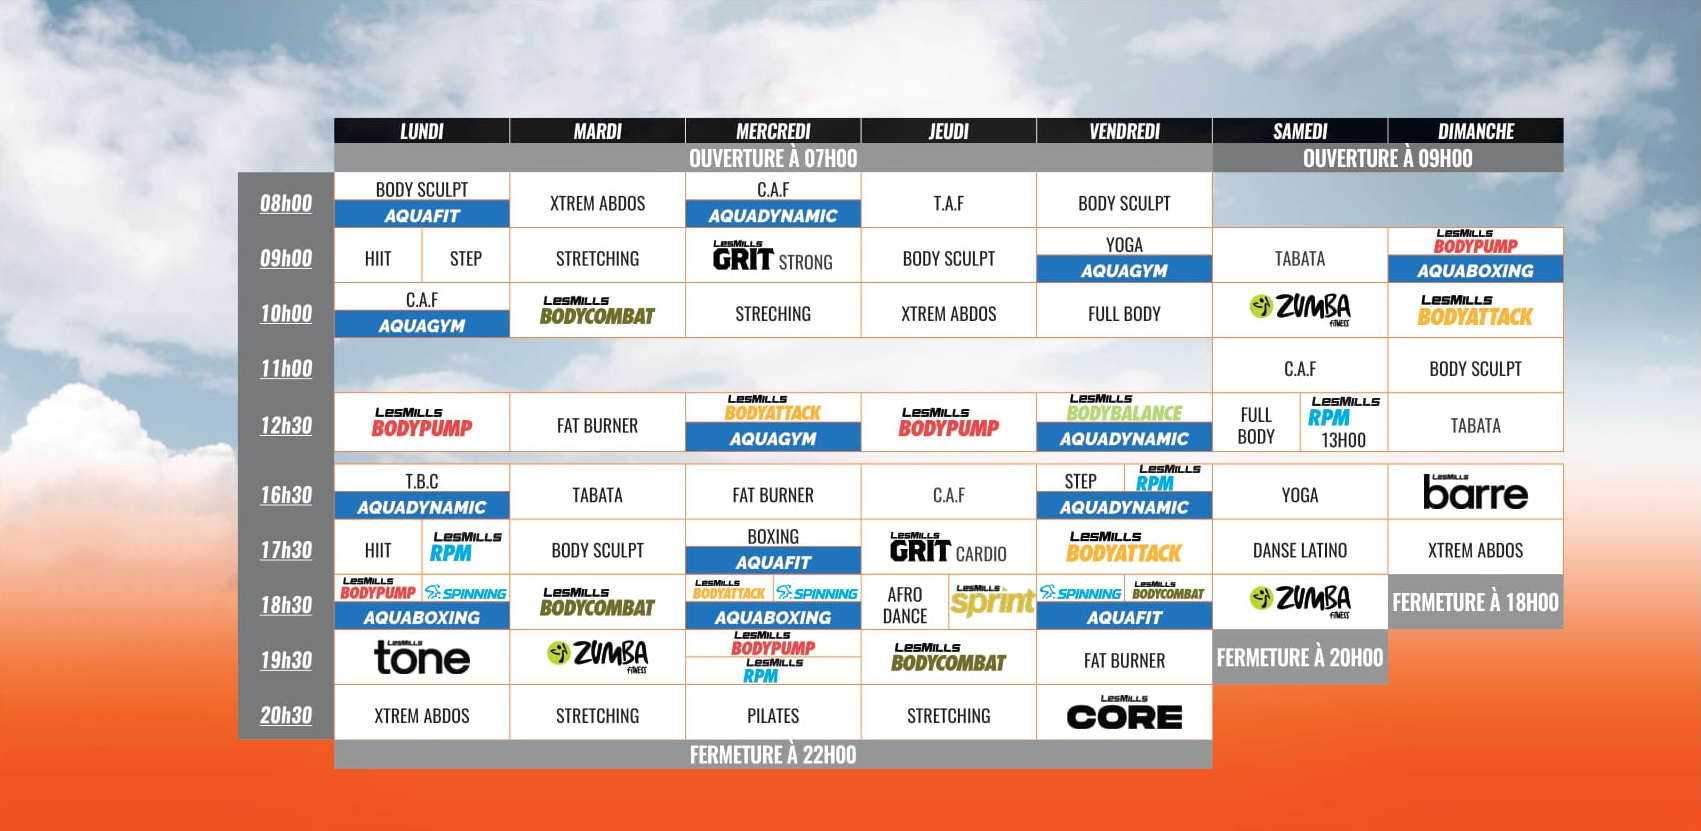 LUNDI MARDI MERCREDI JEUDI VENDREDI SAMEDI DIMANCHE
OUVERTURE À 07H00 OUVERTURE À 09H00
08h00
BODY SCULPT
AQUAFIT
XTREM ABDOS
C.A.F
AQUADYNAMIC
T.A.F
BODY SCULPT
09h00
HIIT
STEP
STRETCHING
LESMILLS
GRIT STRONG
BODY SCULPT
YOGA
AQUAGYM
TABATA
LESMILLS
BODYPUMP
AQUABOXING
10h00
C.A.F
AQUAGYM
LESMILLS
BODYCOMBAT
STRECHING
XTREM ABDOS
FULL BODY
ZUMBA
FITNESS
LESMILLS
BODYATTACK
11h00
C.A.F
BODY SCULPT
12h30
LESMILLS
BODYPUMP
FAT BURNER
LESMILLS
BODYATTACK
AQUAGYM
LESMILLS
BODYPUMP
LESMILLS
BODYBALANCE
AQUADYNAMIC
FULL
BODY
LESMILLS
RPM
13H00
TABATA
16h30
T.B.C
AQUADYNAMIC
TABATA
FAT BURNER
C.A.F
STEP
LESMILLS
RPM
AQUADYNAMIC
YOGA
LESMILLS
barre
17h30
HIIT
LESMILLS
RPM
BODY SCULPT
BOXING
AQUAFIT
LESMILLS
GRIT CARDIO
LESMILLS
BODYATTACK
DANSE LATINO
XTREM ABDOS
18h30
LESMILLS
BODYPUMP
SPINNING
AQUABOXING
LESMILLS
BODYCOMBAT
LESMILLS
BODYATTACK
SPINNING
AQUABOXING
AFRO
DANCE
LESMILLS
sprint
SPINNING
LESMILLS
BODYCOMBAT
AQUAFIT
ZUMBA
FITNESS
FERMETURE À 18H00
19h30
LESMILLS
tone
ZUMBA
FITNESS
LESMILLS
BODYPUMP
LESMILLS
RPM
LESMILLS
BODYCOMBAT
FAT BURNER
FERMETURE À 20H00
20h30
XTREM ABDOS
STRETCHING
PILATES
STRETCHING
LESMILLS
CORE
FERMETURE À 22H00